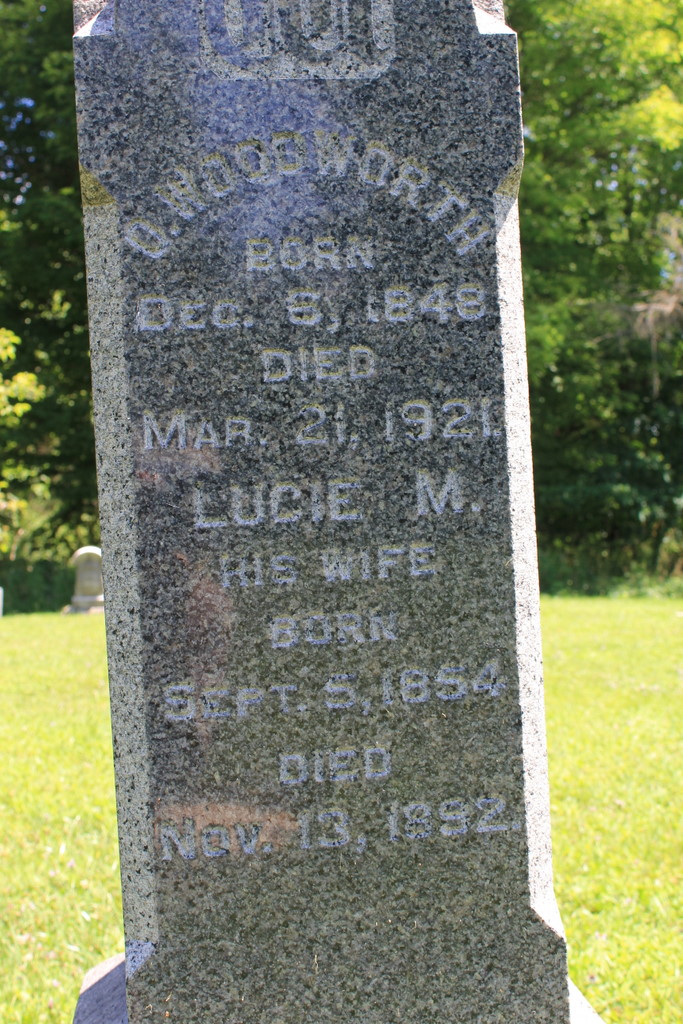 O. WOODWORTH
BORN
DEC. 8, 1848
DIED
MAR. 21, 1921.
LUCIE M.
HIS WIFE
BORN
SEPT. 5, 1854
DIED
NOV. 13, 1892.